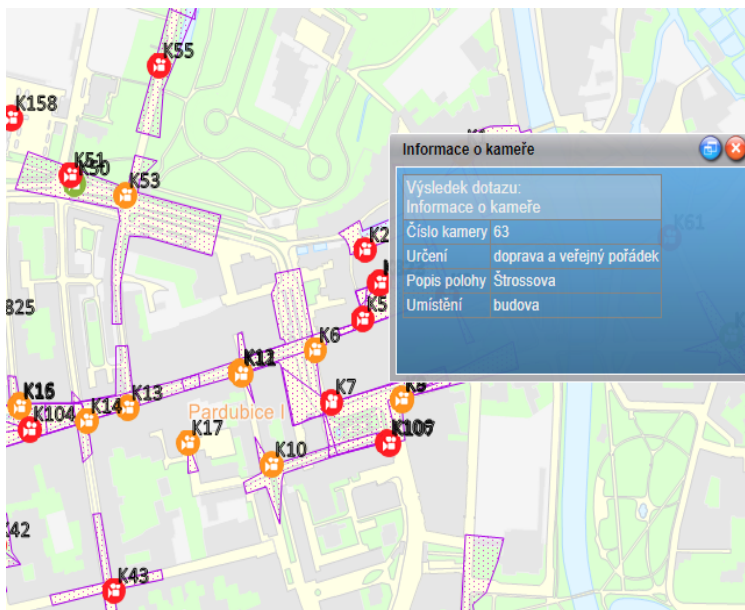 K55
K158
K51
K50
K53
Informace o kameře
Výsledek dotazu:
Informace o kameře
Číslo kamery 63
Určení doprava a veřejný pořádek
Popis polohy Štrossova
Umístění budova
K61
K2
K5
825
K6
K12
K16
K13
K14
K7
K104
Pardubice I
K17
K10
K106
K42
K43